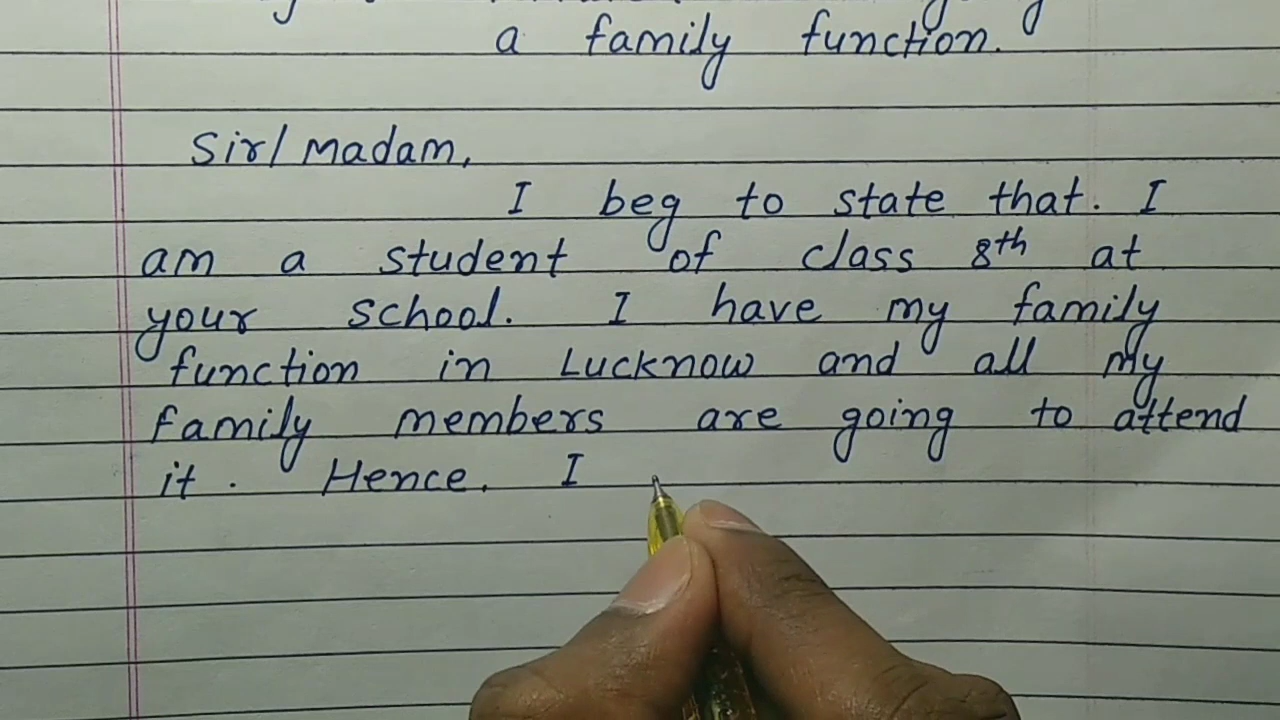 a family function.
Sir/Madam,
I beg to state that. I
am a student of class 8th at
your school. I have my family
function in Lucknow and all my
family members are going to attend
it. Hence, I